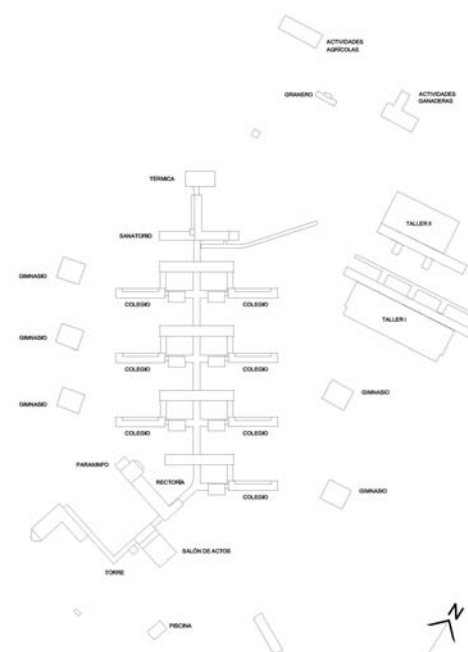 ACTIVIDADES
AGRÍCOLAS
GRANERO
ACTIVIDADES
GANADERAS
TÉRMICA
TALLER II
SANATORIO
GIMNASIO
COLEGIO
COLEGIO
TALLER I
GIMNASIO
COLEGIO
COLEGIO
GIMNASIO
GIMNASIO
COLEGIO
COLEGIO
PARANINFO
RECTORÍA
COLEGIO
GIMNASIO
SALÓN DE ACTOS
TORRE
N
PISCINA